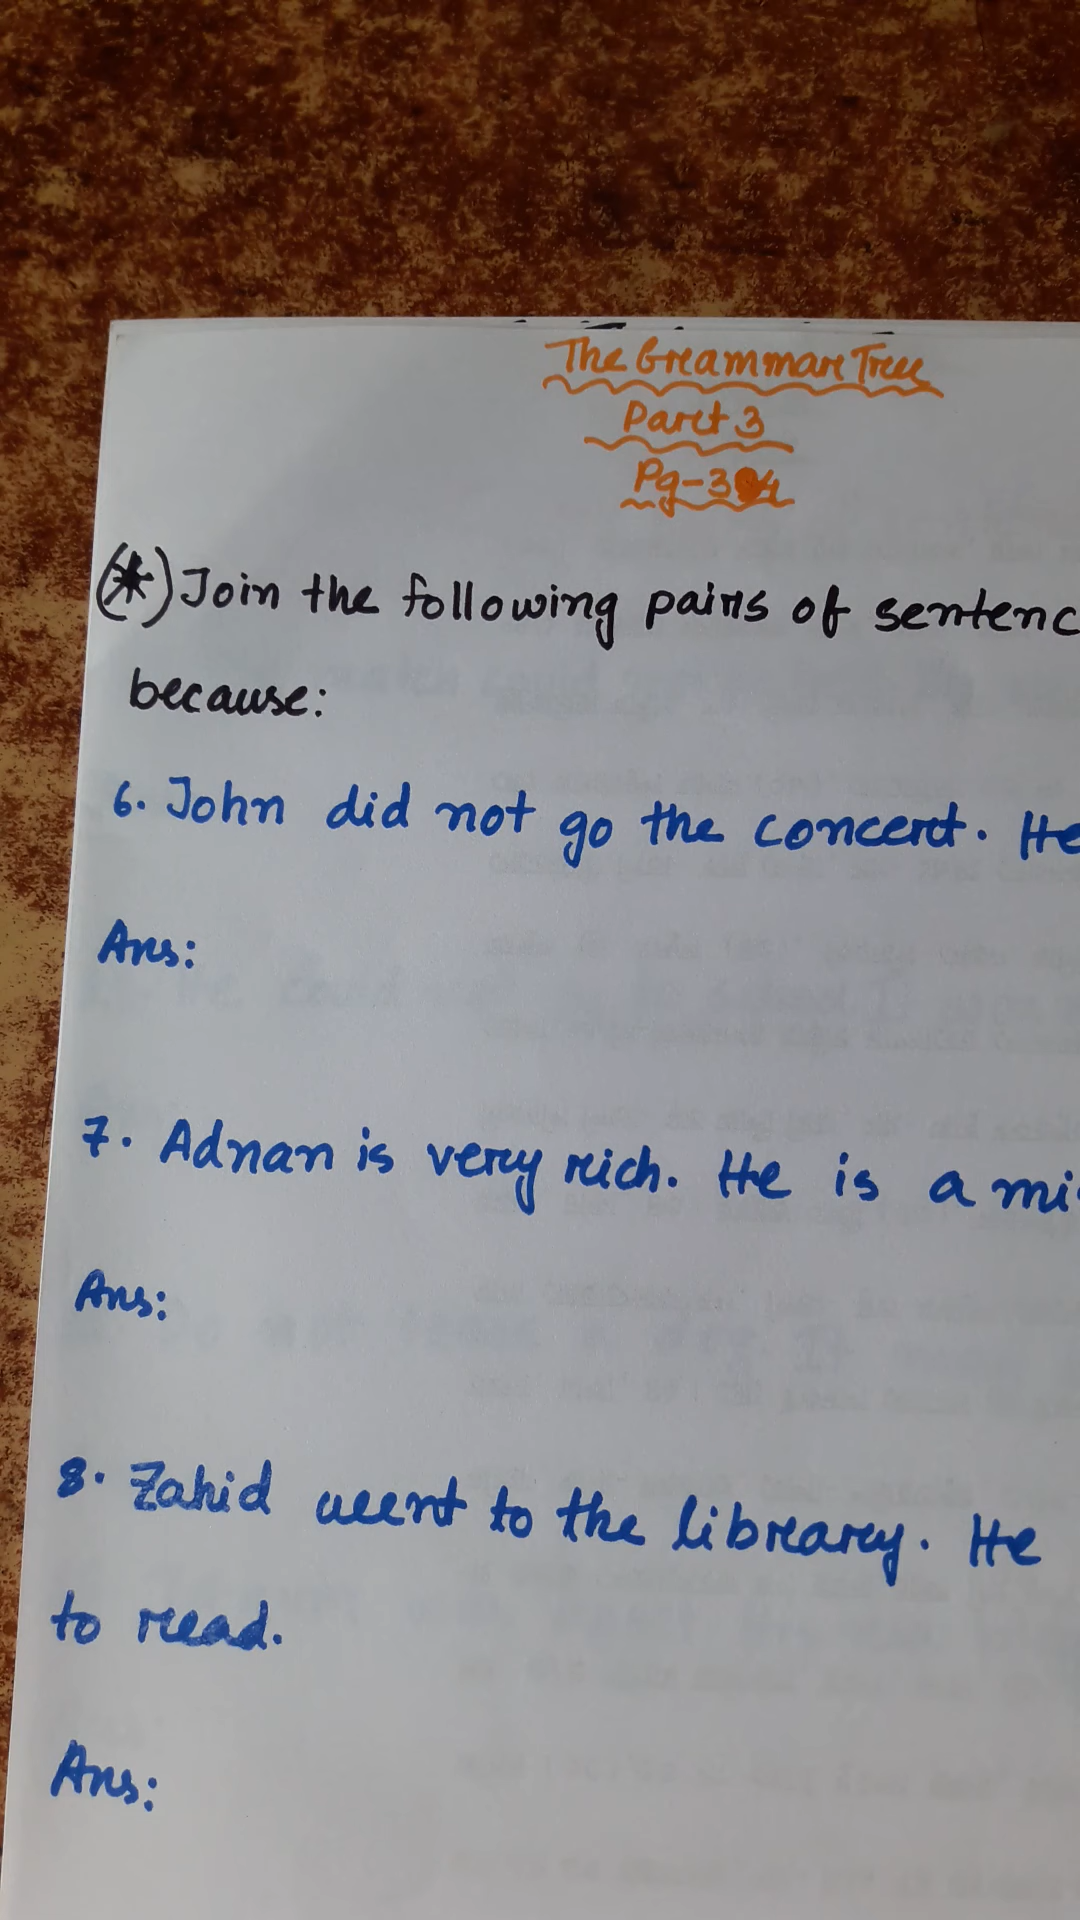 The Grammar Tree
Part 3
Pg-34
(*) Join the following pairs of sentenc
because:
6. John did not go the concert. He
Ans:
7. Adnan is very rich. He is a mi
Ans:
8. Zahid went to the library. He
to read.
Ans: